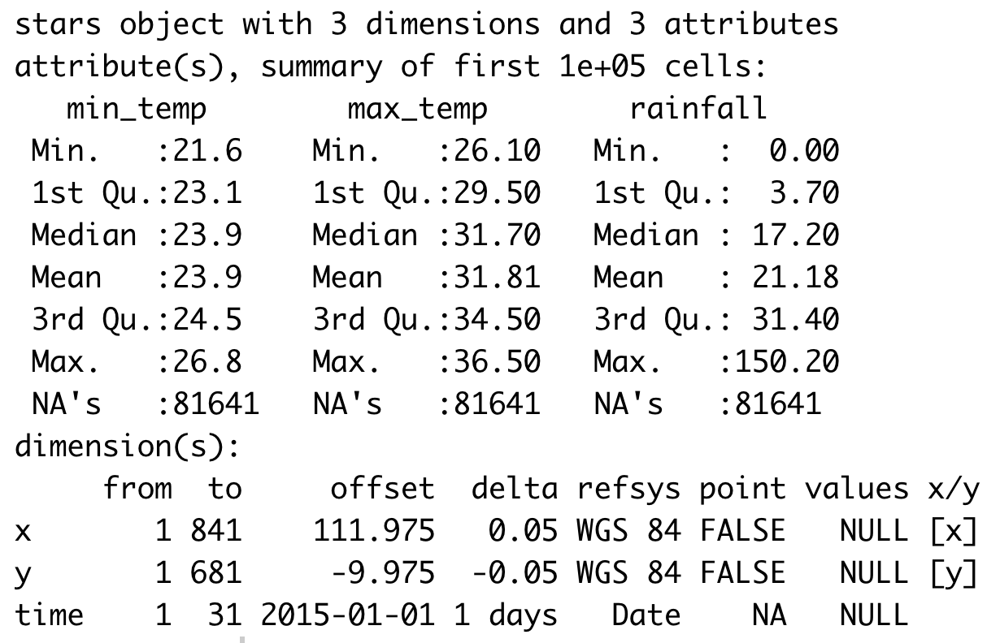 stars object with 3 dimensions and 3 attributes
attribute(s), summary of first 1e+05 cells:
   min_temp        max_temp        rainfall
 Min.   :21.6    Min.   :26.10   Min.   :  0.00
 1st Qu.:23.1    1st Qu.:29.50   1st Qu.:  3.70
 Median :23.9    Median :31.70   Median : 17.20
 Mean   :23.9    Mean   :31.81   Mean   : 21.18
 3rd Qu.:24.5    3rd Qu.:34.50   3rd Qu.: 31.40
 Max.   :26.8    Max.   :36.50   Max.   :150.20
 NA's   :81641   NA's   :81641   NA's   :81641
dimension(s):
     from  to     offset  delta refsys point values x/y
x       1 841    111.975   0.05 WGS 84 FALSE   NULL [x]
y       1 681     -9.975  -0.05 WGS 84 FALSE   NULL [y]
time    1  31 2015-01-01 1 days   Date    NA   NULL